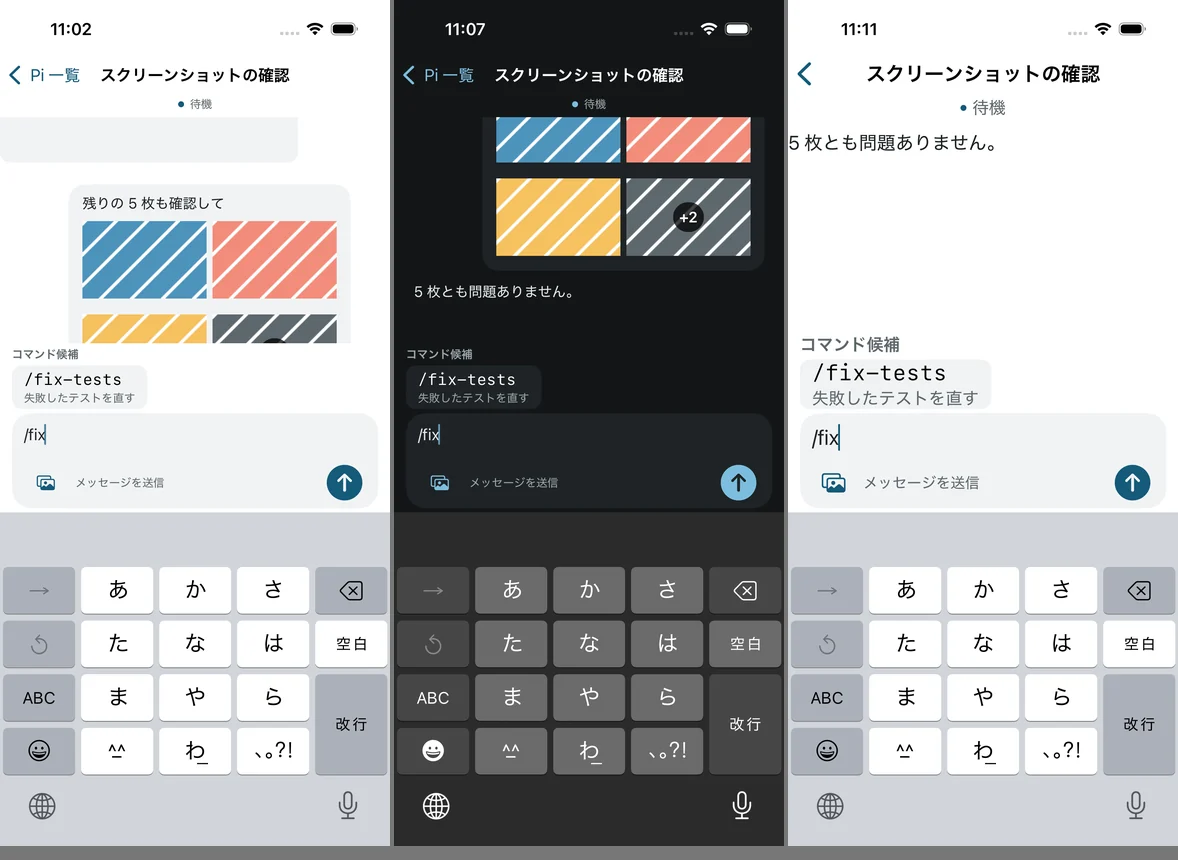 11:02
Pi 一覧 スクリーンショットの確認
待機
残りの 5 枚も確認して
コマンド候補
/fix-tests
失敗したテストを直す
/fix
メッセージを送信
→ あ か さ
た な は 空白
ABC ま や ら 改行
^^ わ_ 、。?!
11:07
Pi 一覧 スクリーンショットの確認
待機
+2
5 枚とも問題ありません。
コマンド候補
/fix-tests
失敗したテストを直す
/fix
メッセージを送信
→ あ か さ
た な は 空白
ABC ま や ら 改行
^^ わ_ 、。?!
11:11
スクリーンショットの確認
待機
5 枚とも問題ありません。
コマンド候補
/fix-tests
失敗したテストを直す
/fix
メッセージを送信
→ あ か さ
た な は 空白
ABC ま や ら 改行
^^ わ_ 、。?!